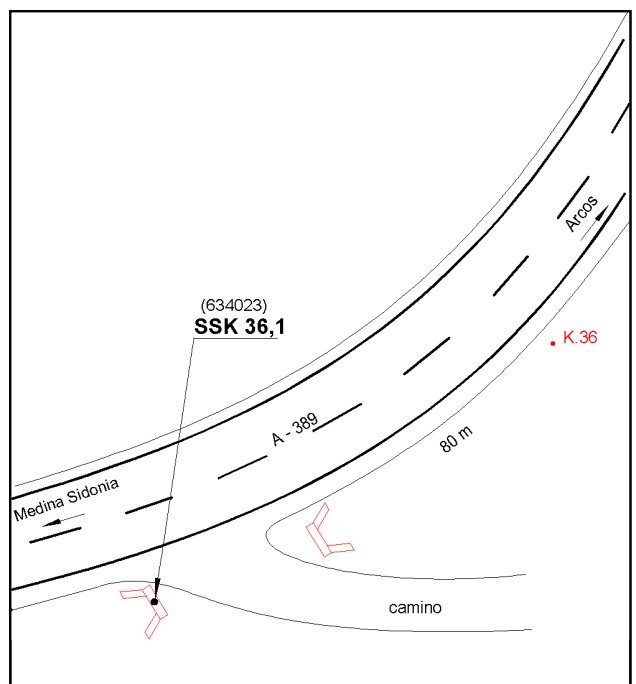 Arcos
(634023)
SSK 36,1
K.36
A - 389
80 m
Medina Sidonia
camino